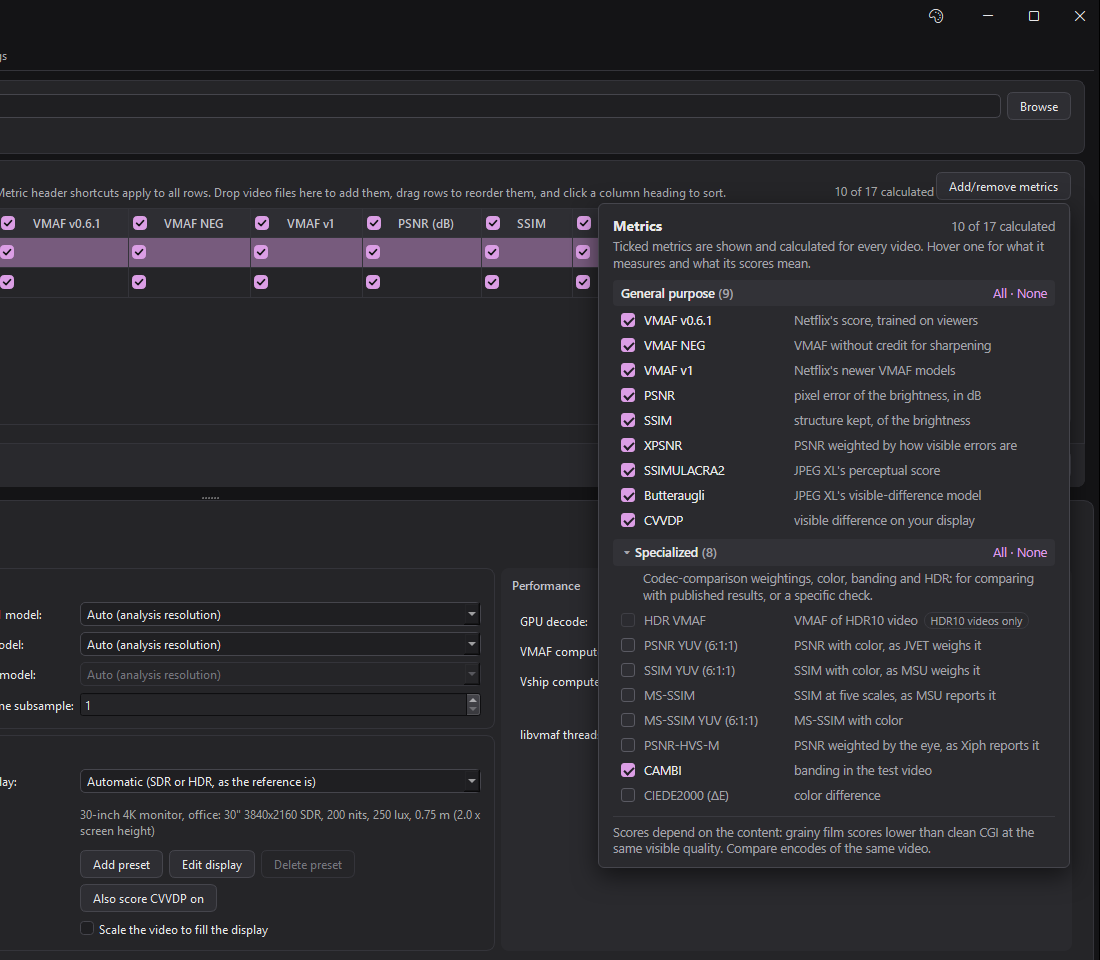 gs
Browse
Metric header shortcuts apply to all rows. Drop video files here to add them, drag rows to reorder them, and click a column heading to sort.
10 of 17 calculated
Add/remove metrics
VMAF v0.6.1
VMAF NEG
VMAF v1
PSNR (dB)
SSIM
Metrics
10 of 17 calculated
Ticked metrics are shown and calculated for every video. Hover one for what it
measures and what its scores mean.
General purpose (9)
All · None
VMAF v0.6.1 Netflix's score, trained on viewers
VMAF NEG VMAF without credit for sharpening
VMAF v1 Netflix's newer VMAF models
PSNR pixel error of the brightness, in dB
SSIM structure kept, of the brightness
XPSNR PSNR weighted by how visible errors are
SSIMULACRA2 JPEG XL's perceptual score
Butteraugli JPEG XL's visible-difference model
CVVDP visible difference on your display
Specialized (8)
All · None
Codec-comparison weightings, color, banding and HDR: for comparing
with published results, or a specific check.
HDR VMAF VMAF of HDR10 video HDR10 videos only
PSNR YUV (6:1:1) PSNR with color, as JVET weighs it
SSIM YUV (6:1:1) SSIM with color, as MSU weighs it
MS-SSIM SSIM at five scales, as MSU reports it
MS-SSIM YUV (6:1:1) MS-SSIM with color
PSNR-HVS-M PSNR weighted by the eye, as Xiph reports it
CAMBI banding in the test video
CIEDE2000 (ΔE) color difference
Scores depend on the content: grainy film scores lower than clean CGI at the
same visible quality. Compare encodes of the same video.
model: Auto (analysis resolution)
odel: Auto (analysis resolution)
model: Auto (analysis resolution)
me subsample: 1
lay: Automatic (SDR or HDR, as the reference is)
30-inch 4K monitor, office: 30" 3840x2160 SDR, 200 nits, 250 lux, 0.75 m (2.0 x
screen height)
Add preset
Edit display
Delete preset
Also score CVVDP on
Scale the video to fill the display
Performance
GPU decode:
VMAF compute
Vship compute
libvmaf thread